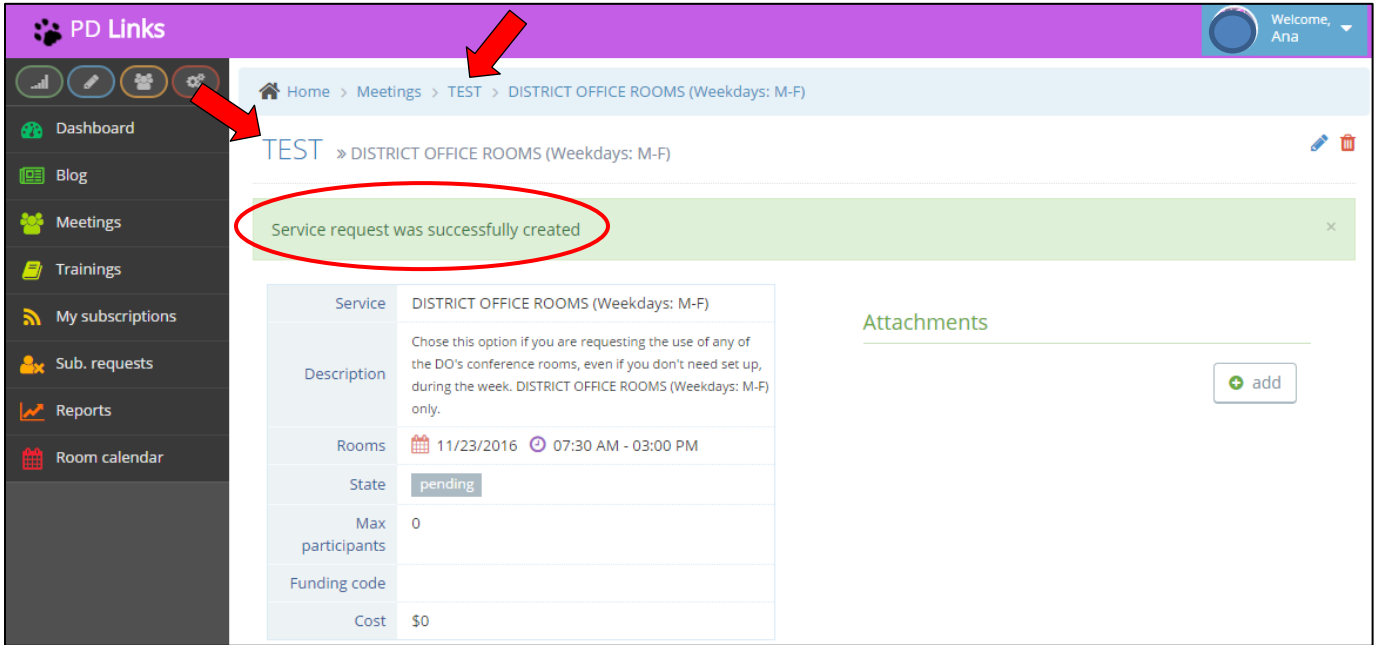 PD Links
Welcome,
Ana
Home > Meetings > TEST > DISTRICT OFFICE ROOMS (Weekdays: M-F)
Dashboard
Blog
Meetings
Trainings
My subscriptions
Sub. requests
Reports
Room calendar
TEST » DISTRICT OFFICE ROOMS (Weekdays: M-F)
Service request was successfully created ×
Service DISTRICT OFFICE ROOMS (Weekdays: M-F)
Description
Chose this option if you are requesting the use of any of
the DO's conference rooms, even if you don't need set up,
during the week. DISTRICT OFFICE ROOMS (Weekdays: M-F)
only.
Rooms 11/23/2016 07:30 AM - 03:00 PM
State pending
Max 0
participants
Funding code
Cost $0
Attachments
add